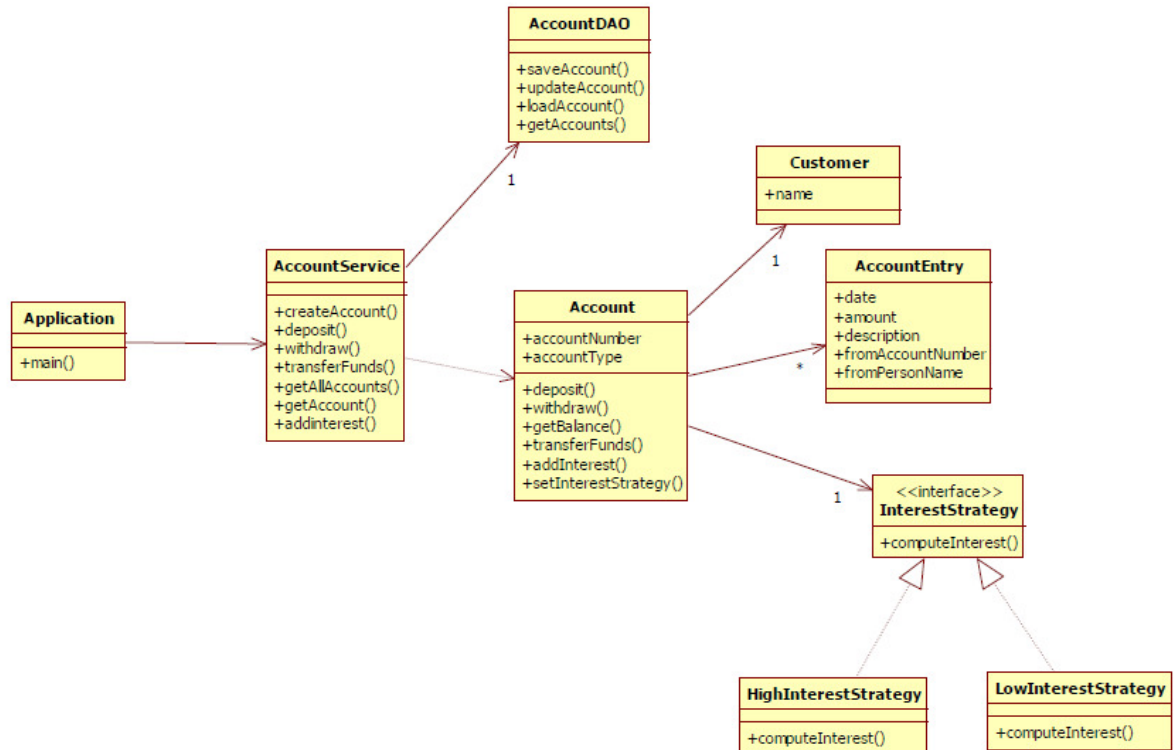 AccountDAO
+saveAccount()
+updateAccount()
+loadAccount()
+getAccounts()
1
Customer
+name
1
AccountService
+createAccount()
+deposit()
+withdraw()
+transferFunds()
+getAllAccounts()
+getAccount()
+addinterest()
AccountEntry
+date
+amount
+description
+fromAccountNumber
+fromPersonName
*
Application
+main()
Account
+accountNumber
+accountType
+deposit()
+withdraw()
+getBalance()
+transferFunds()
+addInterest()
+setInterestStrategy()
1
<<interface>>
InterestStrategy
+computeInterest()
HighInterestStrategy
+computeInterest()
LowInterestStrategy
+computeInterest()